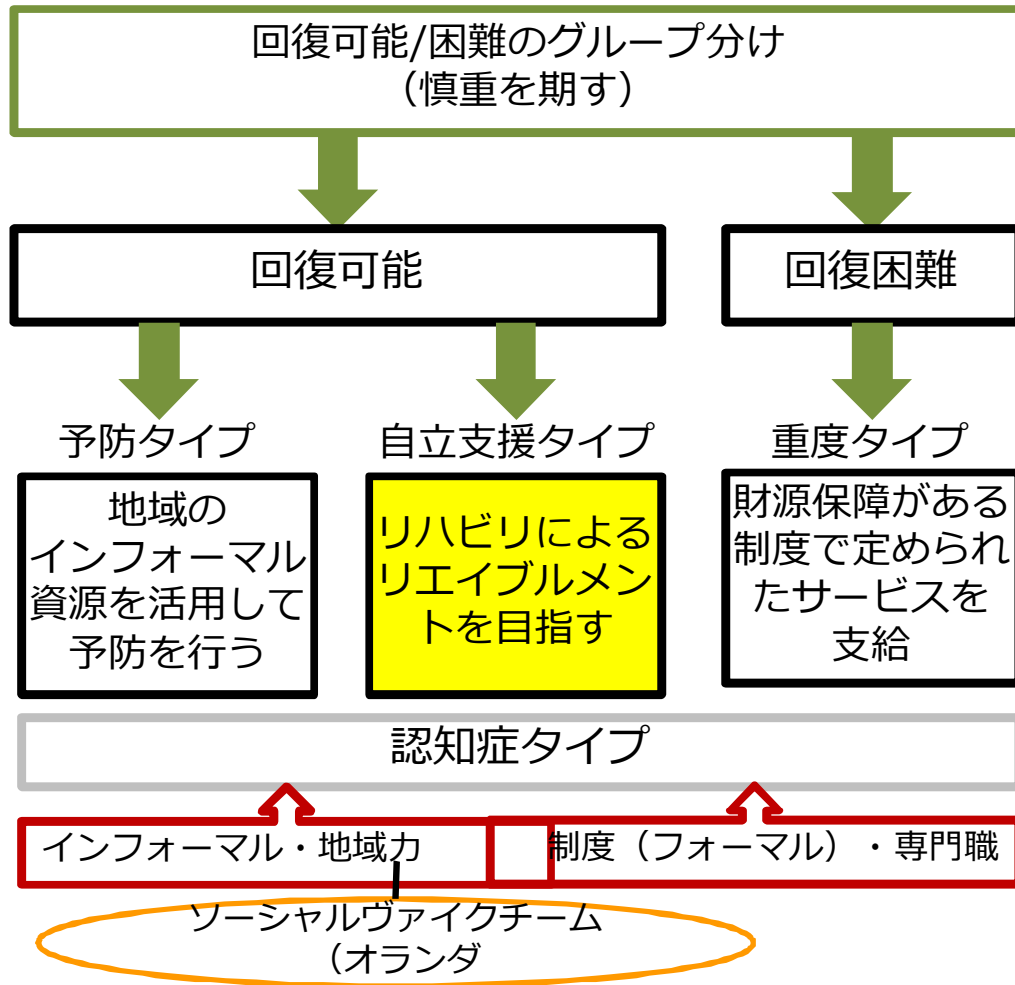 回復可能/困難のグループ分け
（慎重を期す）
回復可能
回復困難
予防タイプ
自立支援タイプ
重度タイプ
地域の
インフォーマル
資源を活用して
予防を行う
リハビリによる
リエイブルメン
トを目指す
財源保障がある
制度で定められ
たサービスを
支給
認知症タイプ
インフォーマル・地域力
制度（フォーマル）・専門職
ソーシャルヴァイクチーム
（オランダ